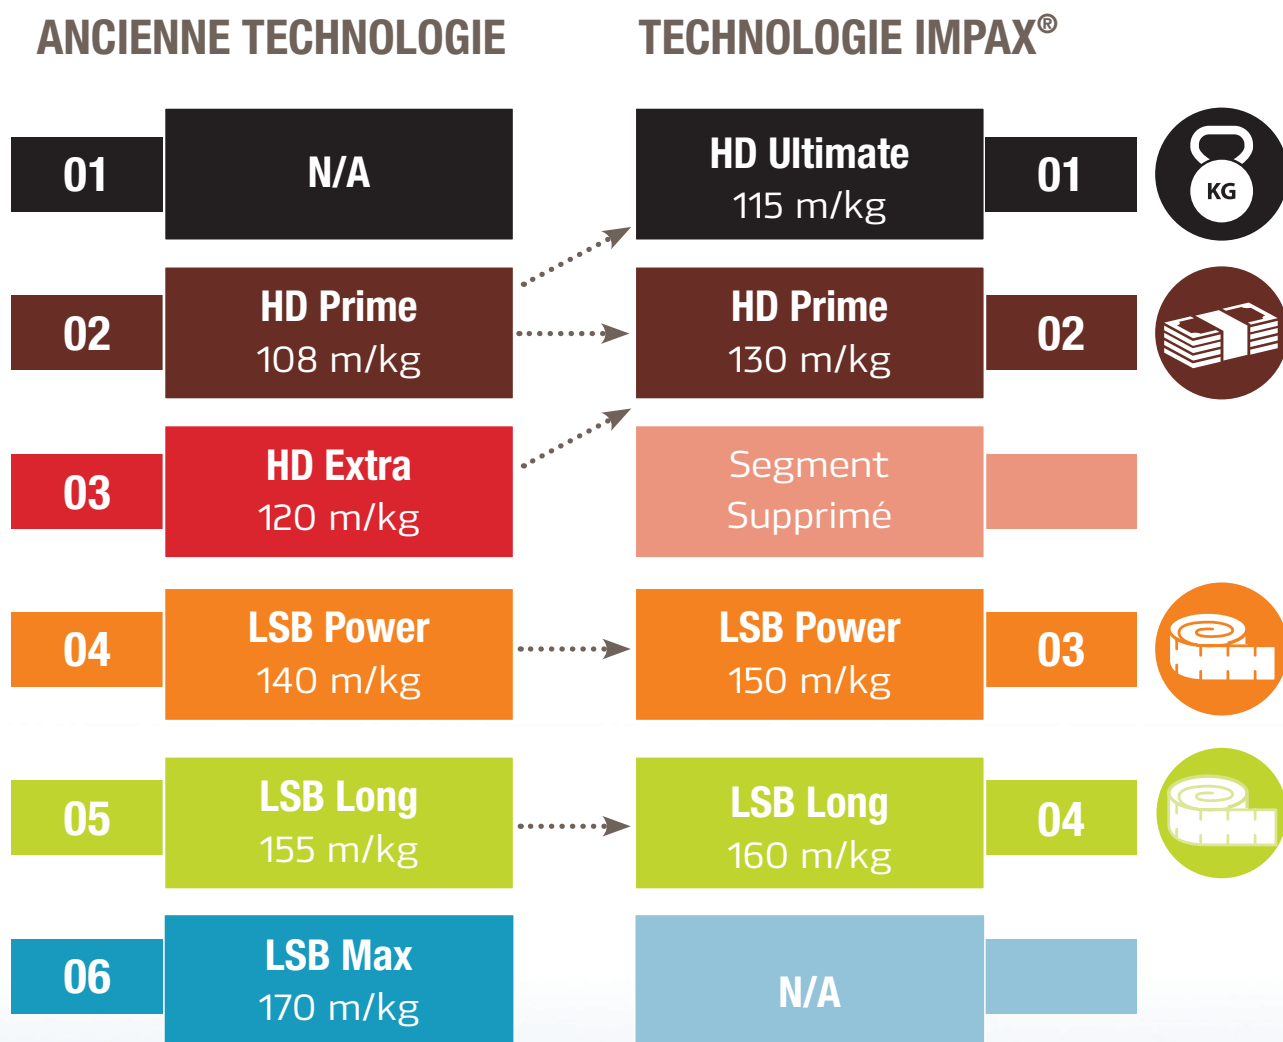 ANCIENNE TECHNOLOGIE
TECHNOLOGIE IMPAX®
01
N/A
HD Ultimate
115 m/kg
01
KG
02
HD Prime
108 m/kg
HD Prime
130 m/kg
02
03
HD Extra
120 m/kg
Segment
Supprimé
04
LSB Power
140 m/kg
LSB Power
150 m/kg
03
05
LSB Long
155 m/kg
LSB Long
160 m/kg
04
06
LSB Max
170 m/kg
N/A